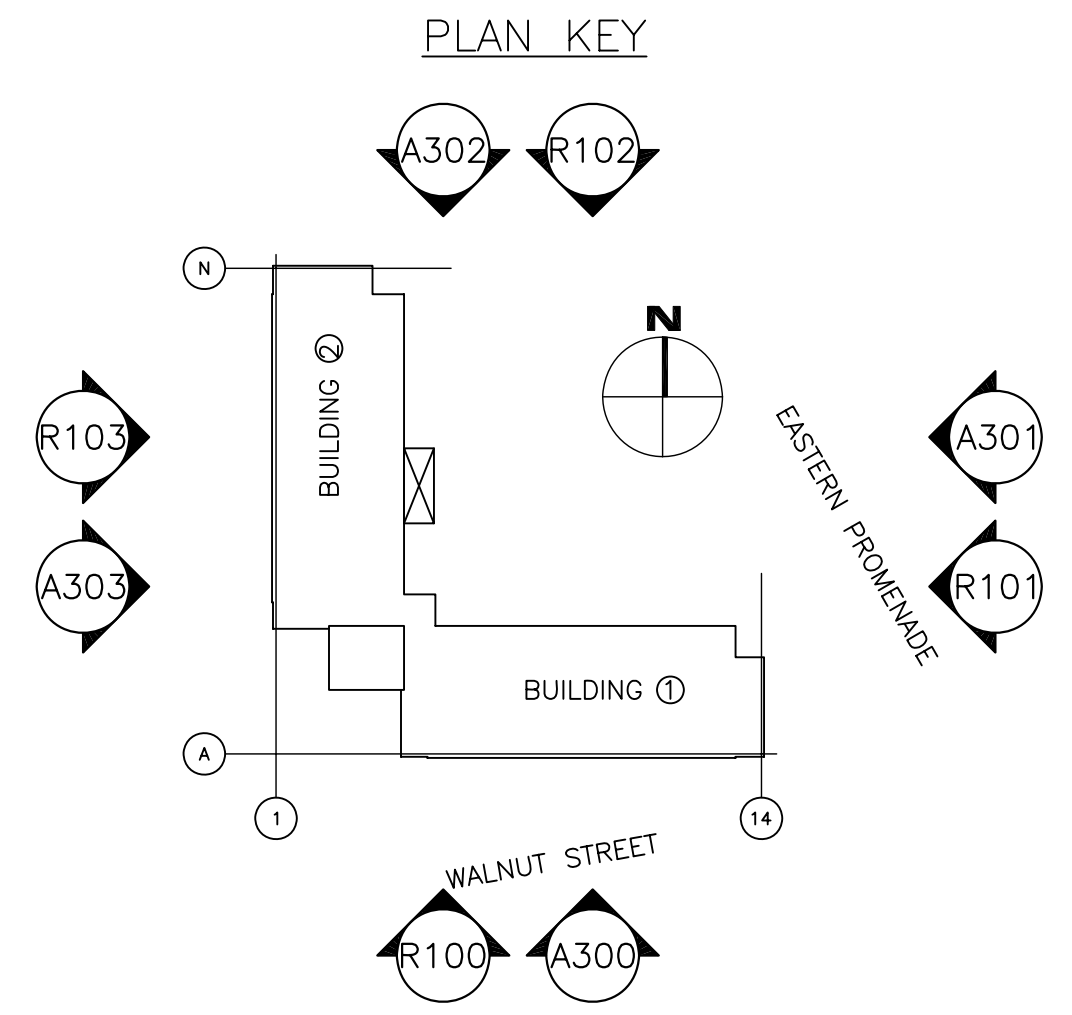 PLAN KEY
A302
R102
N
N
BUILDING 2
R103
A301
EASTERN PROMENADE
A303
R101
BUILDING 1
A
1
14
WALNUT STREET
R100
A300